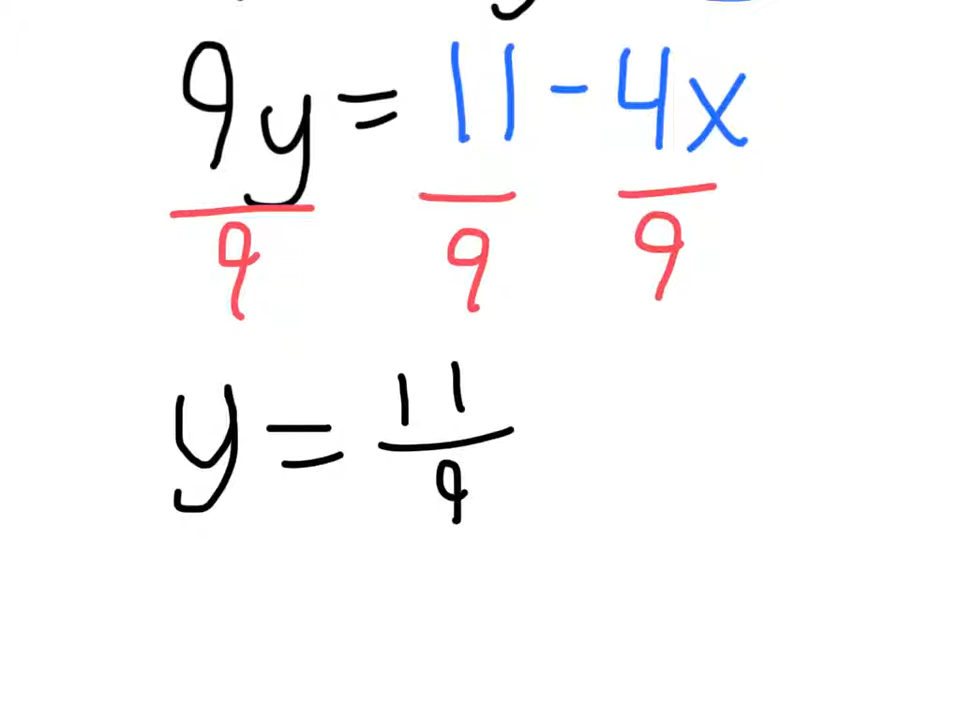 9y = 11 - 4x
9 9 9
y = 11
9